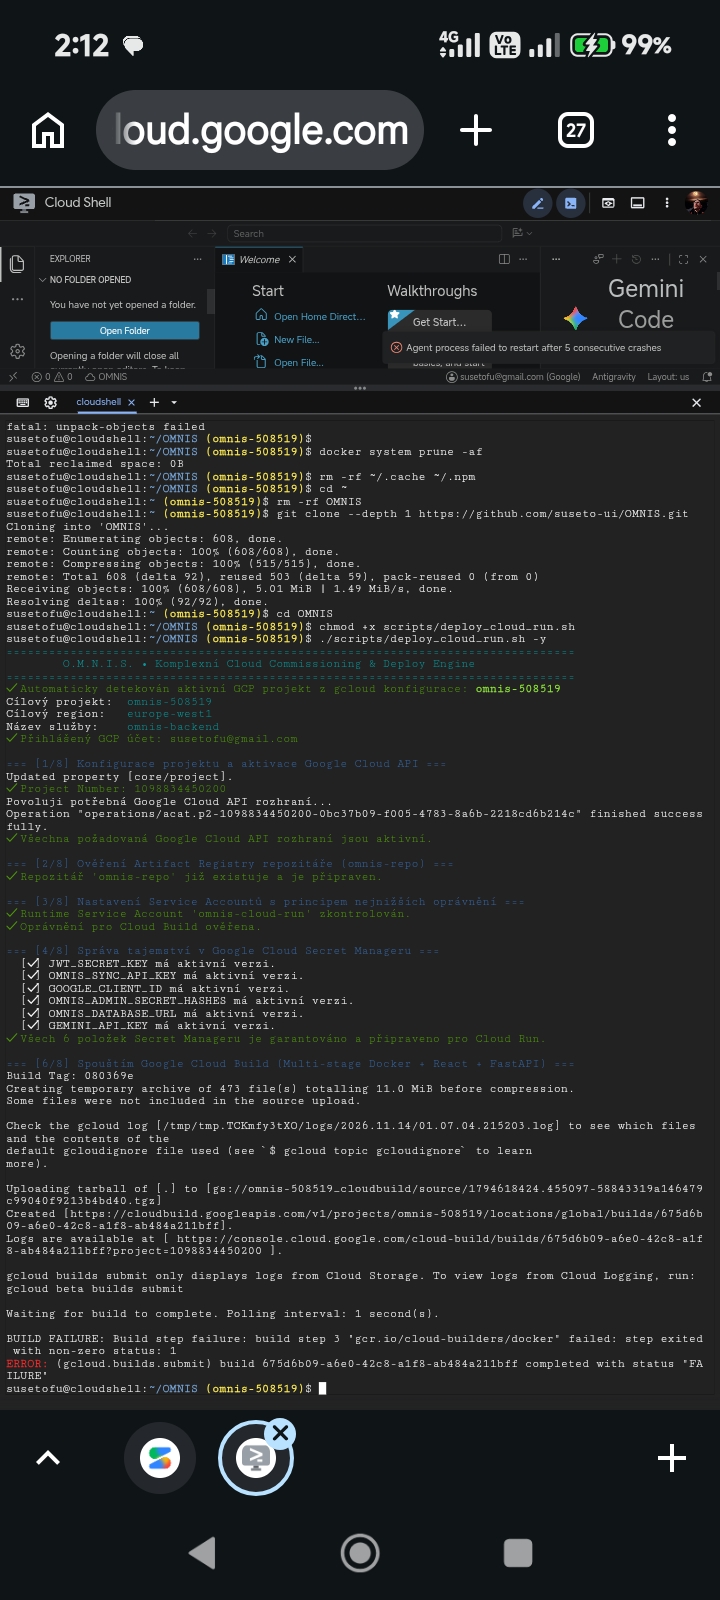 2:12
4G
Vo
LTE
99%
loud.google.com
27
Cloud Shell
Search
EXPLORER
Welcome
NO FOLDER OPENED
You have not yet opened a folder.
Open Folder
Opening a folder will close all
Start
Open Home Direct...
New File...
Open File...
Walkthroughs
Get Start...
Gemini
Code
Agent process failed to restart after 5 consecutive crashes
0 0 OMNIS
susetofu@gmail.com (Google) Antigravity Layout: us
cloudshell
fatal: unpack-objects failed
susetofu@cloudshell:~/OMNIS (omnis-508519)$
susetofu@cloudshell:~/OMNIS (omnis-508519)$ docker system prune -af
Total reclaimed space: 0B
susetofu@cloudshell:~/OMNIS (omnis-508519)$ rm -rf ~/.cache ~/.npm
susetofu@cloudshell:~/OMNIS (omnis-508519)$ cd ~
susetofu@cloudshell:~ (omnis-508519)$ rm -rf OMNIS
susetofu@cloudshell:~ (omnis-508519)$ git clone --depth 1 https://github.com/suseto-ui/OMNIS.git
Cloning into 'OMNIS'...
remote: Enumerating objects: 608, done.
remote: Counting objects: 100% (608/608), done.
remote: Compressing objects: 100% (515/515), done.
remote: Total 608 (delta 92), reused 503 (delta 59), pack-reused 0 (from 0)
Receiving objects: 100% (608/608), 5.01 MiB | 1.49 MiB/s, done.
Resolving deltas: 100% (92/92), done.
susetofu@cloudshell:~ (omnis-508519)$ cd OMNIS
susetofu@cloudshell:~/OMNIS (omnis-508519)$ chmod +x scripts/deploy_cloud_run.sh
susetofu@cloudshell:~/OMNIS (omnis-508519)$ ./scripts/deploy_cloud_run.sh -y
O.M.N.I.S. • Komplexní Cloud Commissioning & Deploy Engine
✓ Automaticky detekován aktivní GCP projekt z gcloud konfigurace: omnis-508519
Cílový projekt: omnis-508519
Cílový region: europe-west1
Název služby: omnis-backend
✓ Přihlášený GCP účet: susetofu@gmail.com
=== [1/8] Konfigurace projektu a aktivace Google Cloud API ===
Updated property [core/project].
✓ Project Number: 1098834450200
Povoluji potřebná Google Cloud API rozhraní...
Operation "operations/acat.p2-1098834450200-0bc37b09-f005-4783-8a6b-2218cd6b214c" finished success
fully.
✓ Všechna požadovaná Google Cloud API rozhraní jsou aktivní.
=== [2/8] Ověření Artifact Registry repozitáře (omnis-repo) ===
✓ Repozitář 'omnis-repo' již existuje a je připraven.
=== [3/8] Nastavení Service Accountů s principem nejnižších oprávnění ===
✓ Runtime Service Account 'omnis-cloud-run' zkontrolován.
✓ Oprávnění pro Cloud Build ověřena.
=== [4/8] Správa tajemství v Google Cloud Secret Manageru ===
[✓] JWT_SECRET_KEY má aktivní verzi.
[✓] OMNIS_SYNC_API_KEY má aktivní verzi.
[✓] GOOGLE_CLIENT_ID má aktivní verzi.
[✓] OMNIS_ADMIN_SECRET_HASHES má aktivní verzi.
[✓] OMNIS_DATABASE_URL má aktivní verzi.
[✓] GEMINI_API_KEY má aktivní verzi.
✓ Všech 6 položek Secret Manageru je garantováno a připraveno pro Cloud Run.
=== [6/8] Spouštím Google Cloud Build (Multi-stage Docker + React + FastAPI) ===
Build Tag: 080369e
Creating temporary archive of 473 file(s) totalling 11.0 MiB before compression.
Some files were not included in the source upload.
Check the gcloud log [/tmp/tmp.TCKmfy3tXO/logs/2026.11.14/01.07.04.215203.log] to see which files
and the contents of the
default gcloudignore file used (see `$ gcloud topic gcloudignore` to learn
more).
Uploading tarball of [.] to [gs://omnis-508519_cloudbuild/source/1794618424.455097-58843319a146479
c99040f9213b4bd40.tgz]
Created [https://cloudbuild.googleapis.com/v1/projects/omnis-508519/locations/global/builds/675d6b
09-a6e0-42c8-a1f8-ab484a211bff].
Logs are available at [ https://console.cloud.google.com/cloud-build/builds/675d6b09-a6e0-42c8-a1f
8-ab484a211bff?project=1098834450200 ].
gcloud builds submit only displays logs from Cloud Storage. To view logs from Cloud Logging, run:
gcloud beta builds submit
Waiting for build to complete. Polling interval: 1 second(s).
BUILD FAILURE: Build step failure: build step 3 "gcr.io/cloud-builders/docker" failed: step exited
with non-zero status: 1
ERROR: (gcloud.builds.submit) build 675d6b09-a6e0-42c8-a1f8-ab484a211bff completed with status "FA
ILURE"
susetofu@cloudshell:~/OMNIS (omnis-508519)$